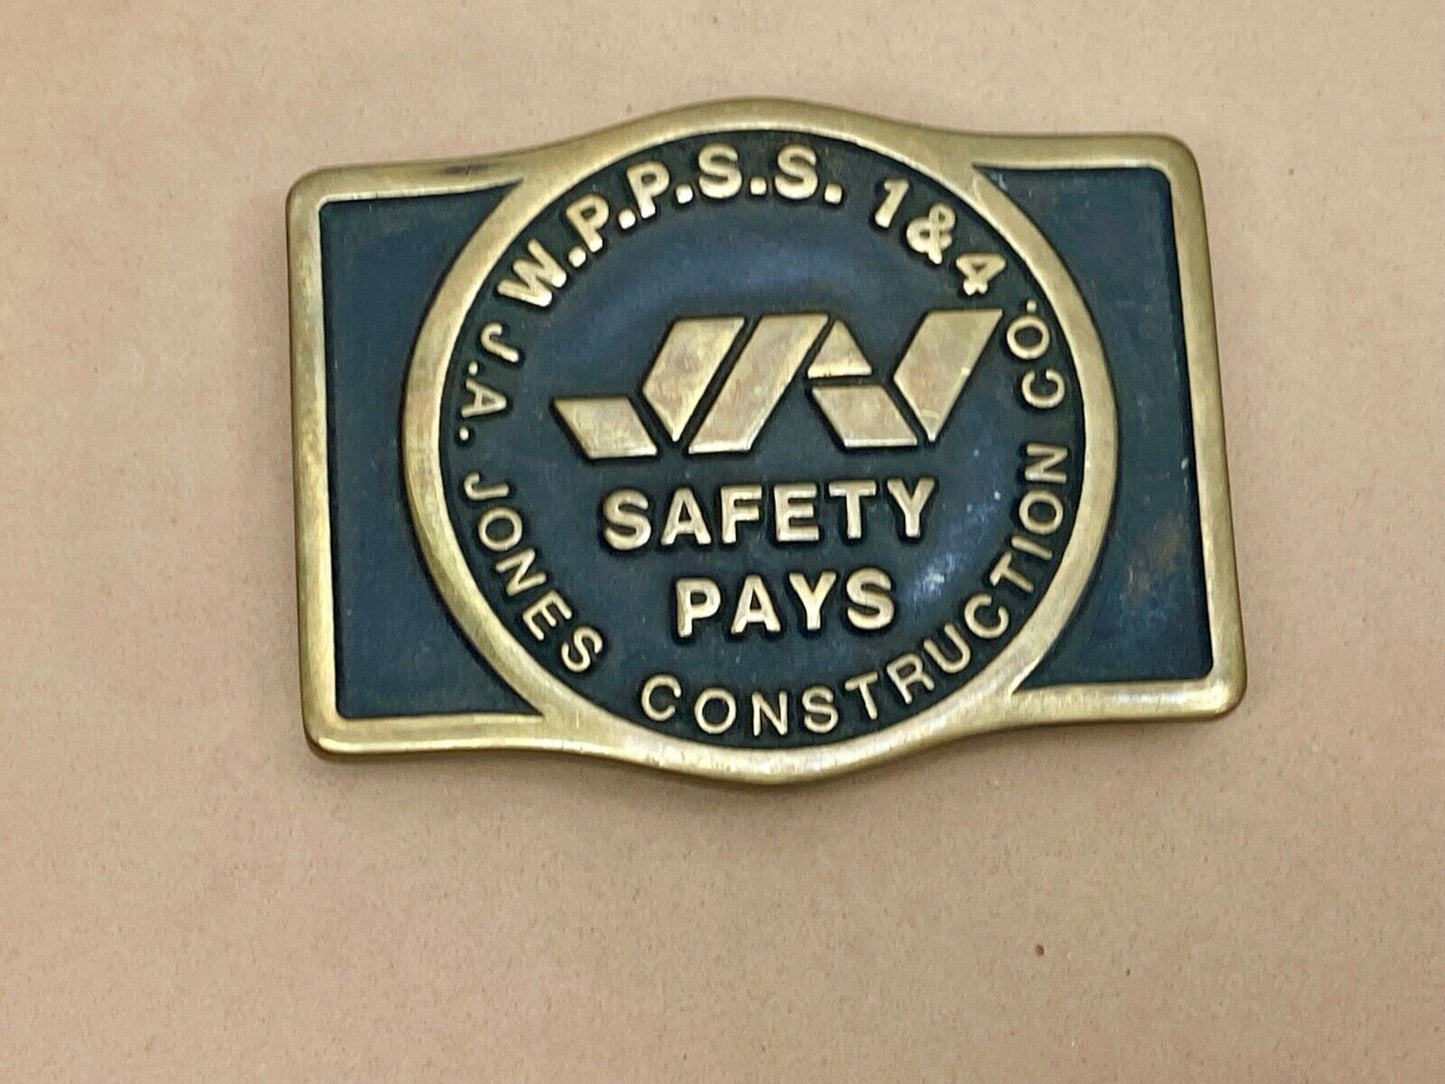 W.P.P.S.S. 1&4
SAFETY
PAYS
J.A. JONES CONSTRUCTION CO.